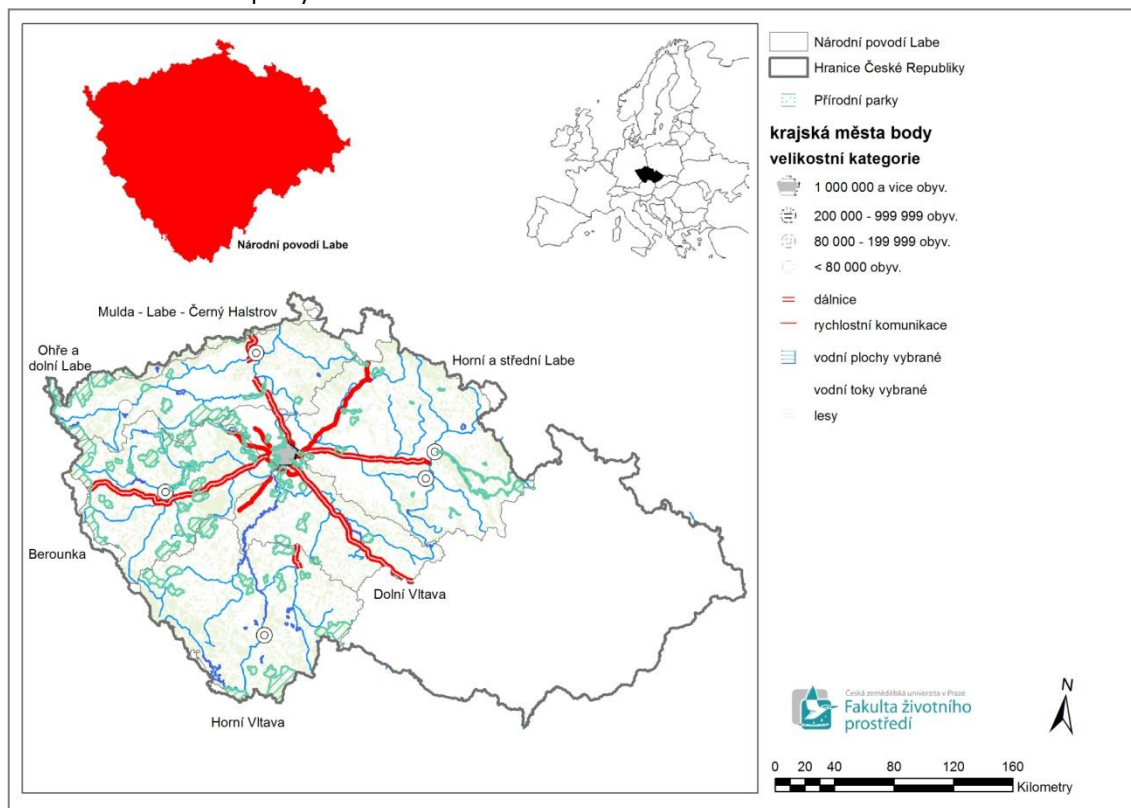 Národní povodí Labe
Mulda - Labe - Černý Halstrov
Ohře a
dolní Labe
Horní a střední Labe
Berounka
Dolní Vltava
Horní Vltava
Národní povodí Labe
Hranice České Republiky
Přírodní parky
krajská města body
velikostní kategorie
1 000 000 a vice obyv.
200 000 - 999 999 obyv.
80 000 - 199 999 obyv.
< 80 000 obyv.
dálnice
rychlostní komunikace
vodní plochy vybrané
vodní toky vybrané
lesy
Česká zemědělská univerzita v Praze
Fakulta životního
prostředí
N
0 20 40 80 120 160
Kilometry